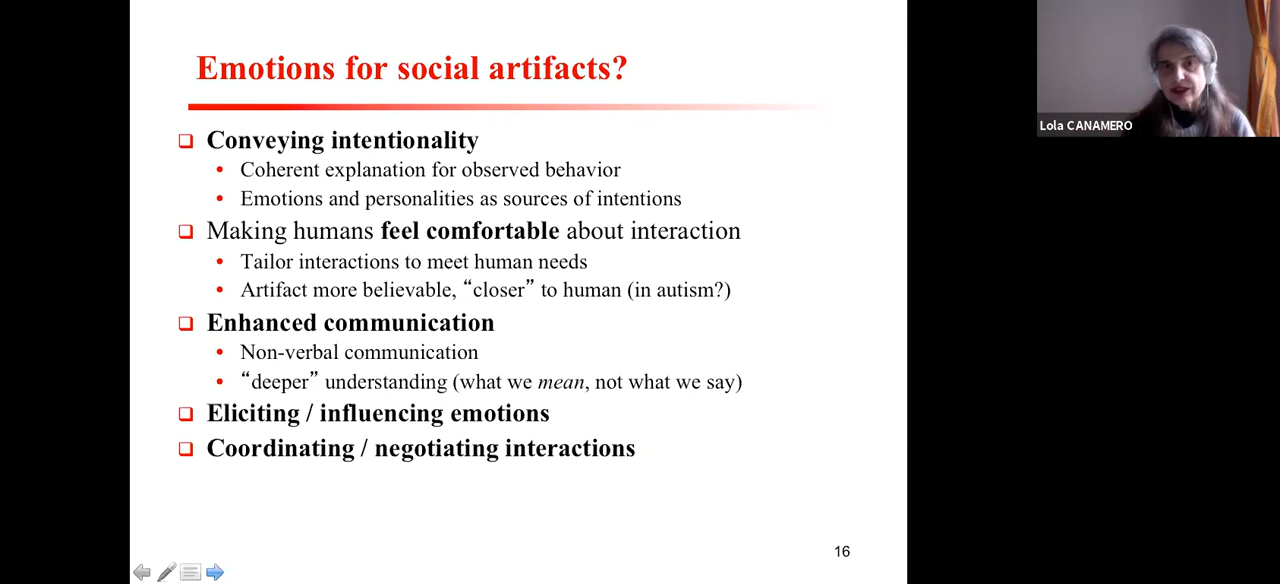 Emotions for social artifacts?
Lola CANAMERO
Conveying intentionality
Coherent explanation for observed behavior
Emotions and personalities as sources of intentions
Making humans feel comfortable about interaction
Tailor interactions to meet human needs
Artifact more believable, “closer” to human (in autism?)
Enhanced communication
Non-verbal communication
“deeper” understanding (what we mean, not what we say)
Eliciting / influencing emotions
Coordinating / negotiating interactions
16